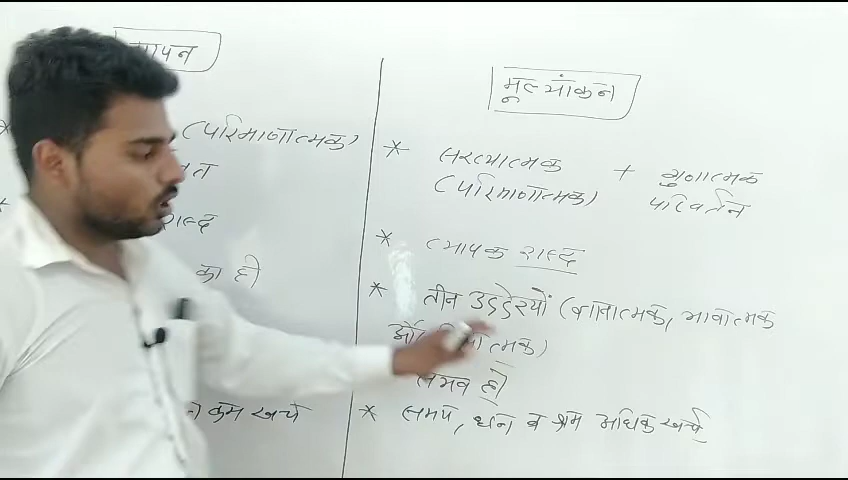 मापन
(परिमाणात्मक)
शब्द
का ही
कम खर्च
मूल्यांकन
* संख्यात्मक + गुणात्मक
(परिमाणात्मक) परिवर्तन
* व्यापक शब्द
* तीन उद्देश्यों (ज्ञानात्मक, भावात्मक
और त्मक)
संभव हो
* समय, धन व श्रम अधिक खर्च